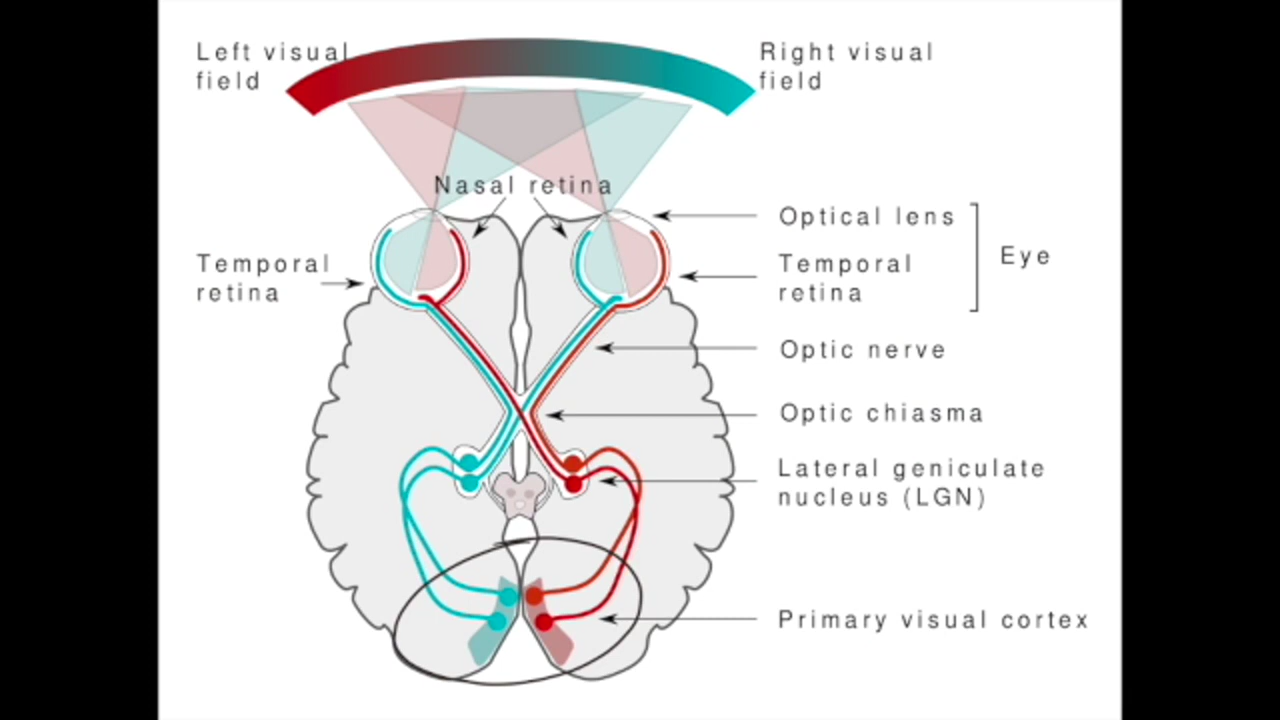 Left visual
field
Right visual
field
Nasal retina
Optical lens
Eye
Temporal
retina
Temporal
retina
Optic nerve
Optic chiasma
Lateral geniculate
nucleus (LGN)
Primary visual cortex